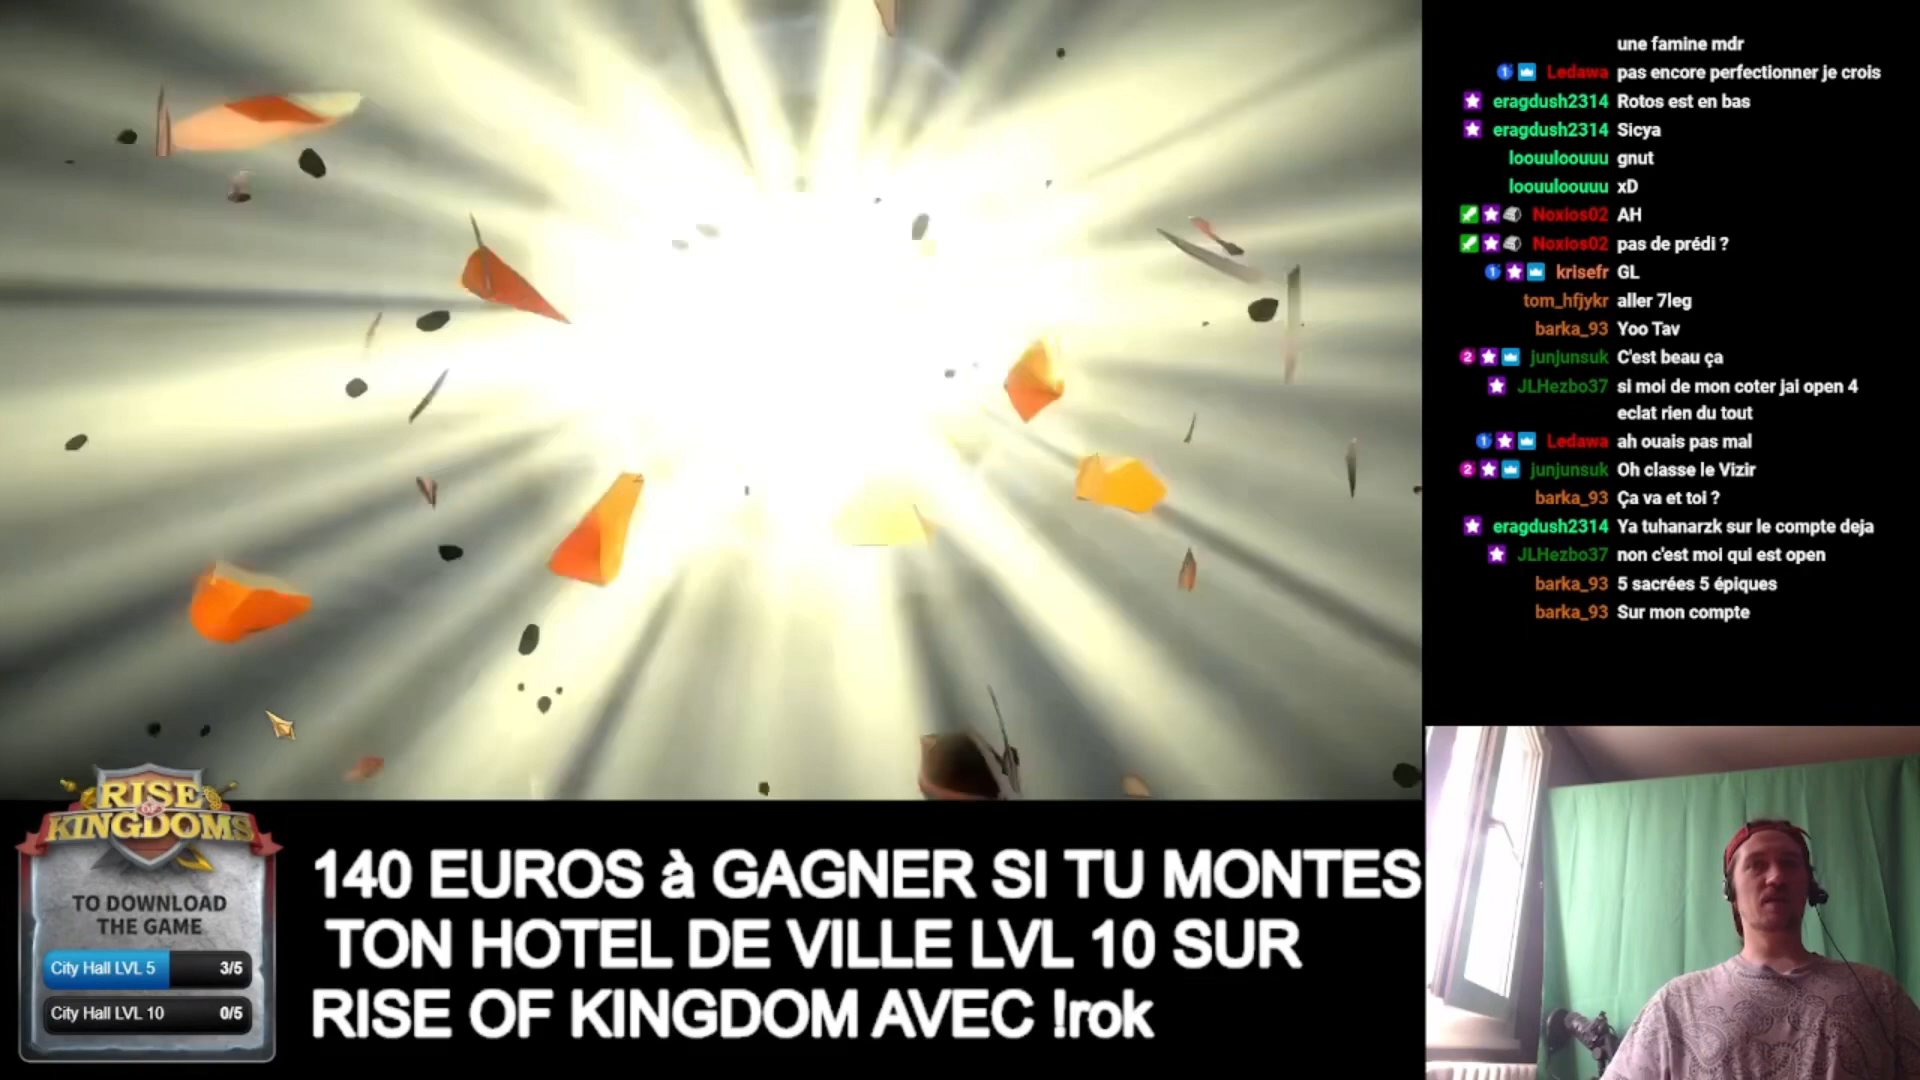 une famine mdr
Ledawa pas encore perfectionner je crois
eragdush2314 Rotos est en bas
eragdush2314 Sicya
loouuloouuu gnut
loouuloouuu xD
Noxios02 AH
Noxios02 pas de prédi ?
krisefr GL
tom_hfjykr aller 7leg
barka_93 Yoo Tav
junjunsuk C'est beau ça
JLHezbo37 si moi de mon coter jai open 4
eclat rien du tout
Ledawa ah ouais pas mal
junjunsuk Oh classe le Vizir
barka_93 Ça va et toi ?
eragdush2314 Ya tuhanarzk sur le compte deja
JLHezbo37 non c'est moi qui est open
barka_93 5 sacrées 5 épiques
barka_93 Sur mon compte
RISE
OF
KINGDOMS
TO DOWNLOAD
THE GAME
City Hall LVL 5 3/5
City Hall LVL 10 0/5
140 EUROS à GAGNER SI TU MONTES
TON HOTEL DE VILLE LVL 10 SUR
RISE OF KINGDOM AVEC !rok